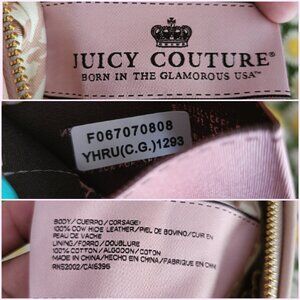 JUICY COUTURE®
BORN IN THE GLAMOROUS USA™
F067070808
YHRU(C.G.)1293
BODY/CUERPO/CORSAGE:
100% COW HIDE LEATHER/PIEL DE BOVINO/CUIR EN
PEAU DE VACHE
LINING/FORRO/DOUBLURE
100% COTTON/ALGODON/COTON
MADE IN CHINA/HECHO EN CHINA/FABRIQUE EN CHINE
RN52002/CA15396